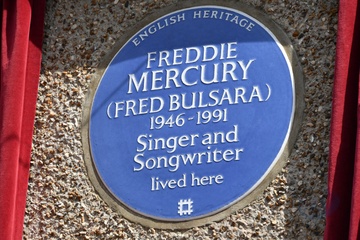 ENGLISH HERITAGE
FREDDIE
MERCURY
(FRED BULSARA)
1946-1991
Singer and
Songwriter
lived here